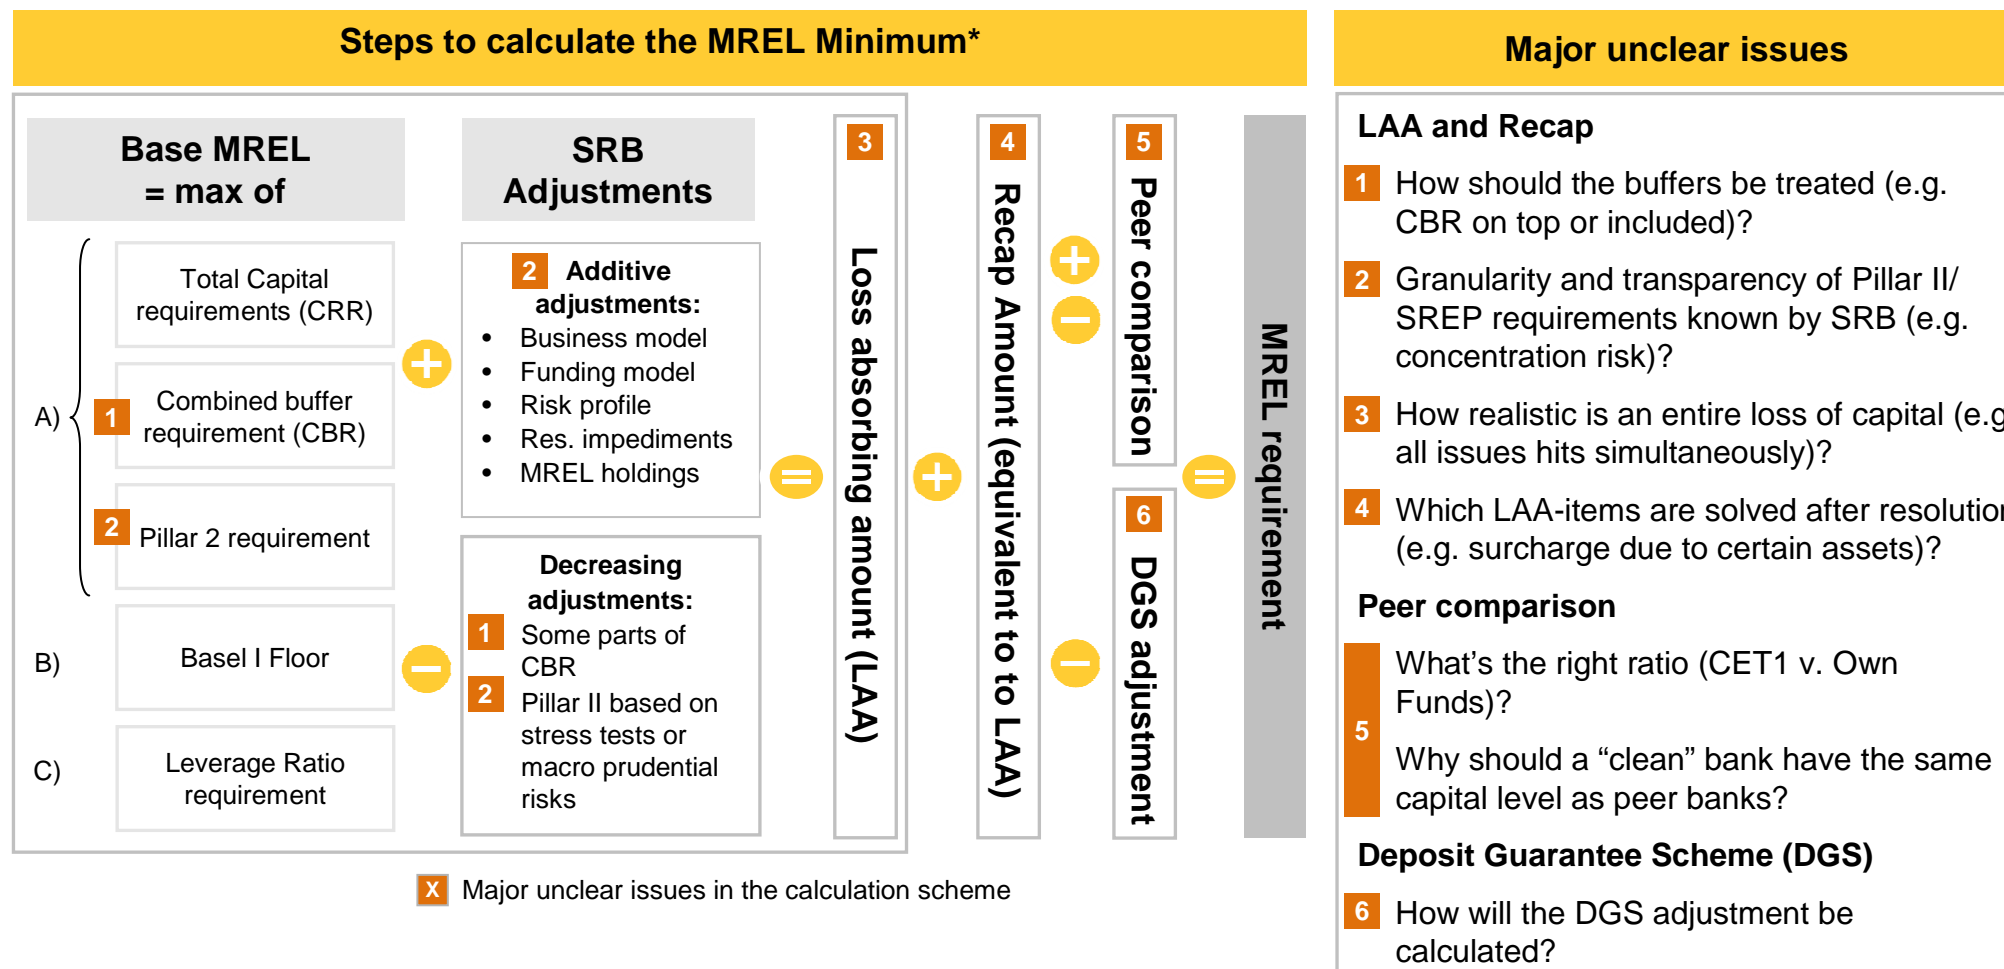 Steps to calculate the MREL Minimum*
Base MREL
= max of
A)
Total Capital
requirements (CRR)
1
Combined buffer
requirement (CBR)
2
Pillar 2 requirement
B)
Basel I Floor
C)
Leverage Ratio
requirement
+
−
SRB
Adjustments
2 Additive
adjustments:
• Business model
• Funding model
• Risk profile
• Res. impediments
• MREL holdings
Decreasing
adjustments:
1 Some parts of
CBR
2 Pillar II based on
stress tests or
macro prudential
risks
=
3
Loss absorbing amount (LAA)
+
4
Recap Amount (equivalent to to LAA)
+
−
5
Peer comparison
−
6
DGS adjustment
=
MREL requirement
X Major unclear issues in the calculation scheme
Major unclear issues
LAA and Recap
1 How should the buffers be treated (e.g.
CBR on top or included)?
2 Granularity and transparency of Pillar II/
SREP requirements known by SRB (e.g.
concentration risk)?
3 How realistic is an entire loss of capital (e.g
all issues hits simultaneously)?
4 Which LAA-items are solved after resolution
(e.g. surcharge due to certain assets)?
Peer comparison
5
What's the right ratio (CET1 v. Own
Funds)?
Why should a “clean” bank have the same
capital level as peer banks?
Deposit Guarantee Scheme (DGS)
6 How will the DGS adjustment be
calculated?